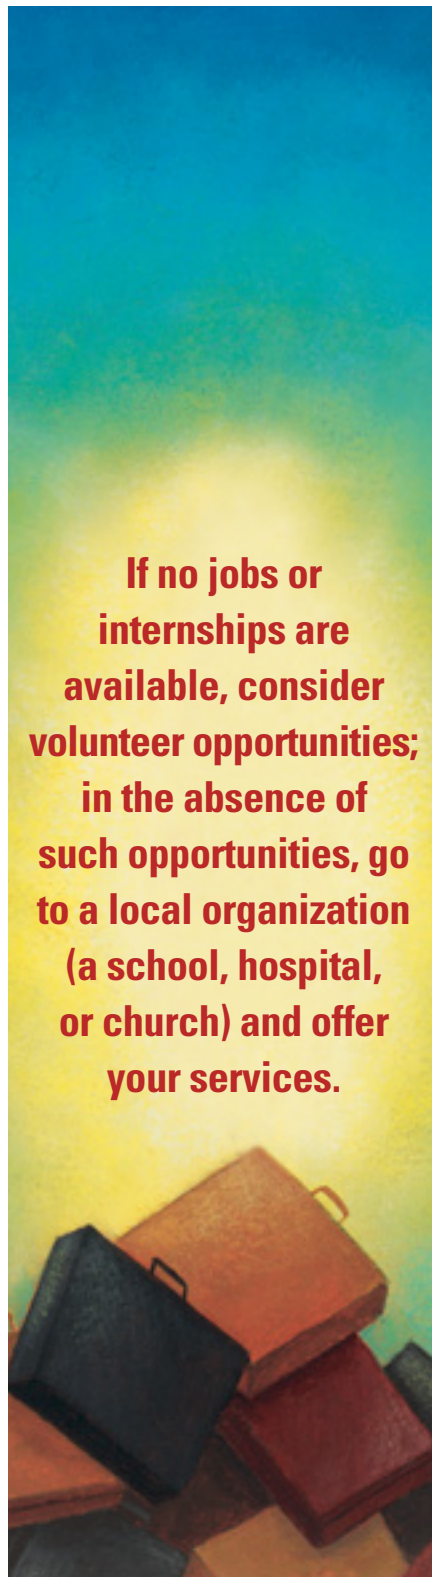 If no jobs or
internships are
available, consider
volunteer opportunities;
in the absence of
such opportunities, go
to a local organization
(a school, hospital,
or church) and offer
your services.